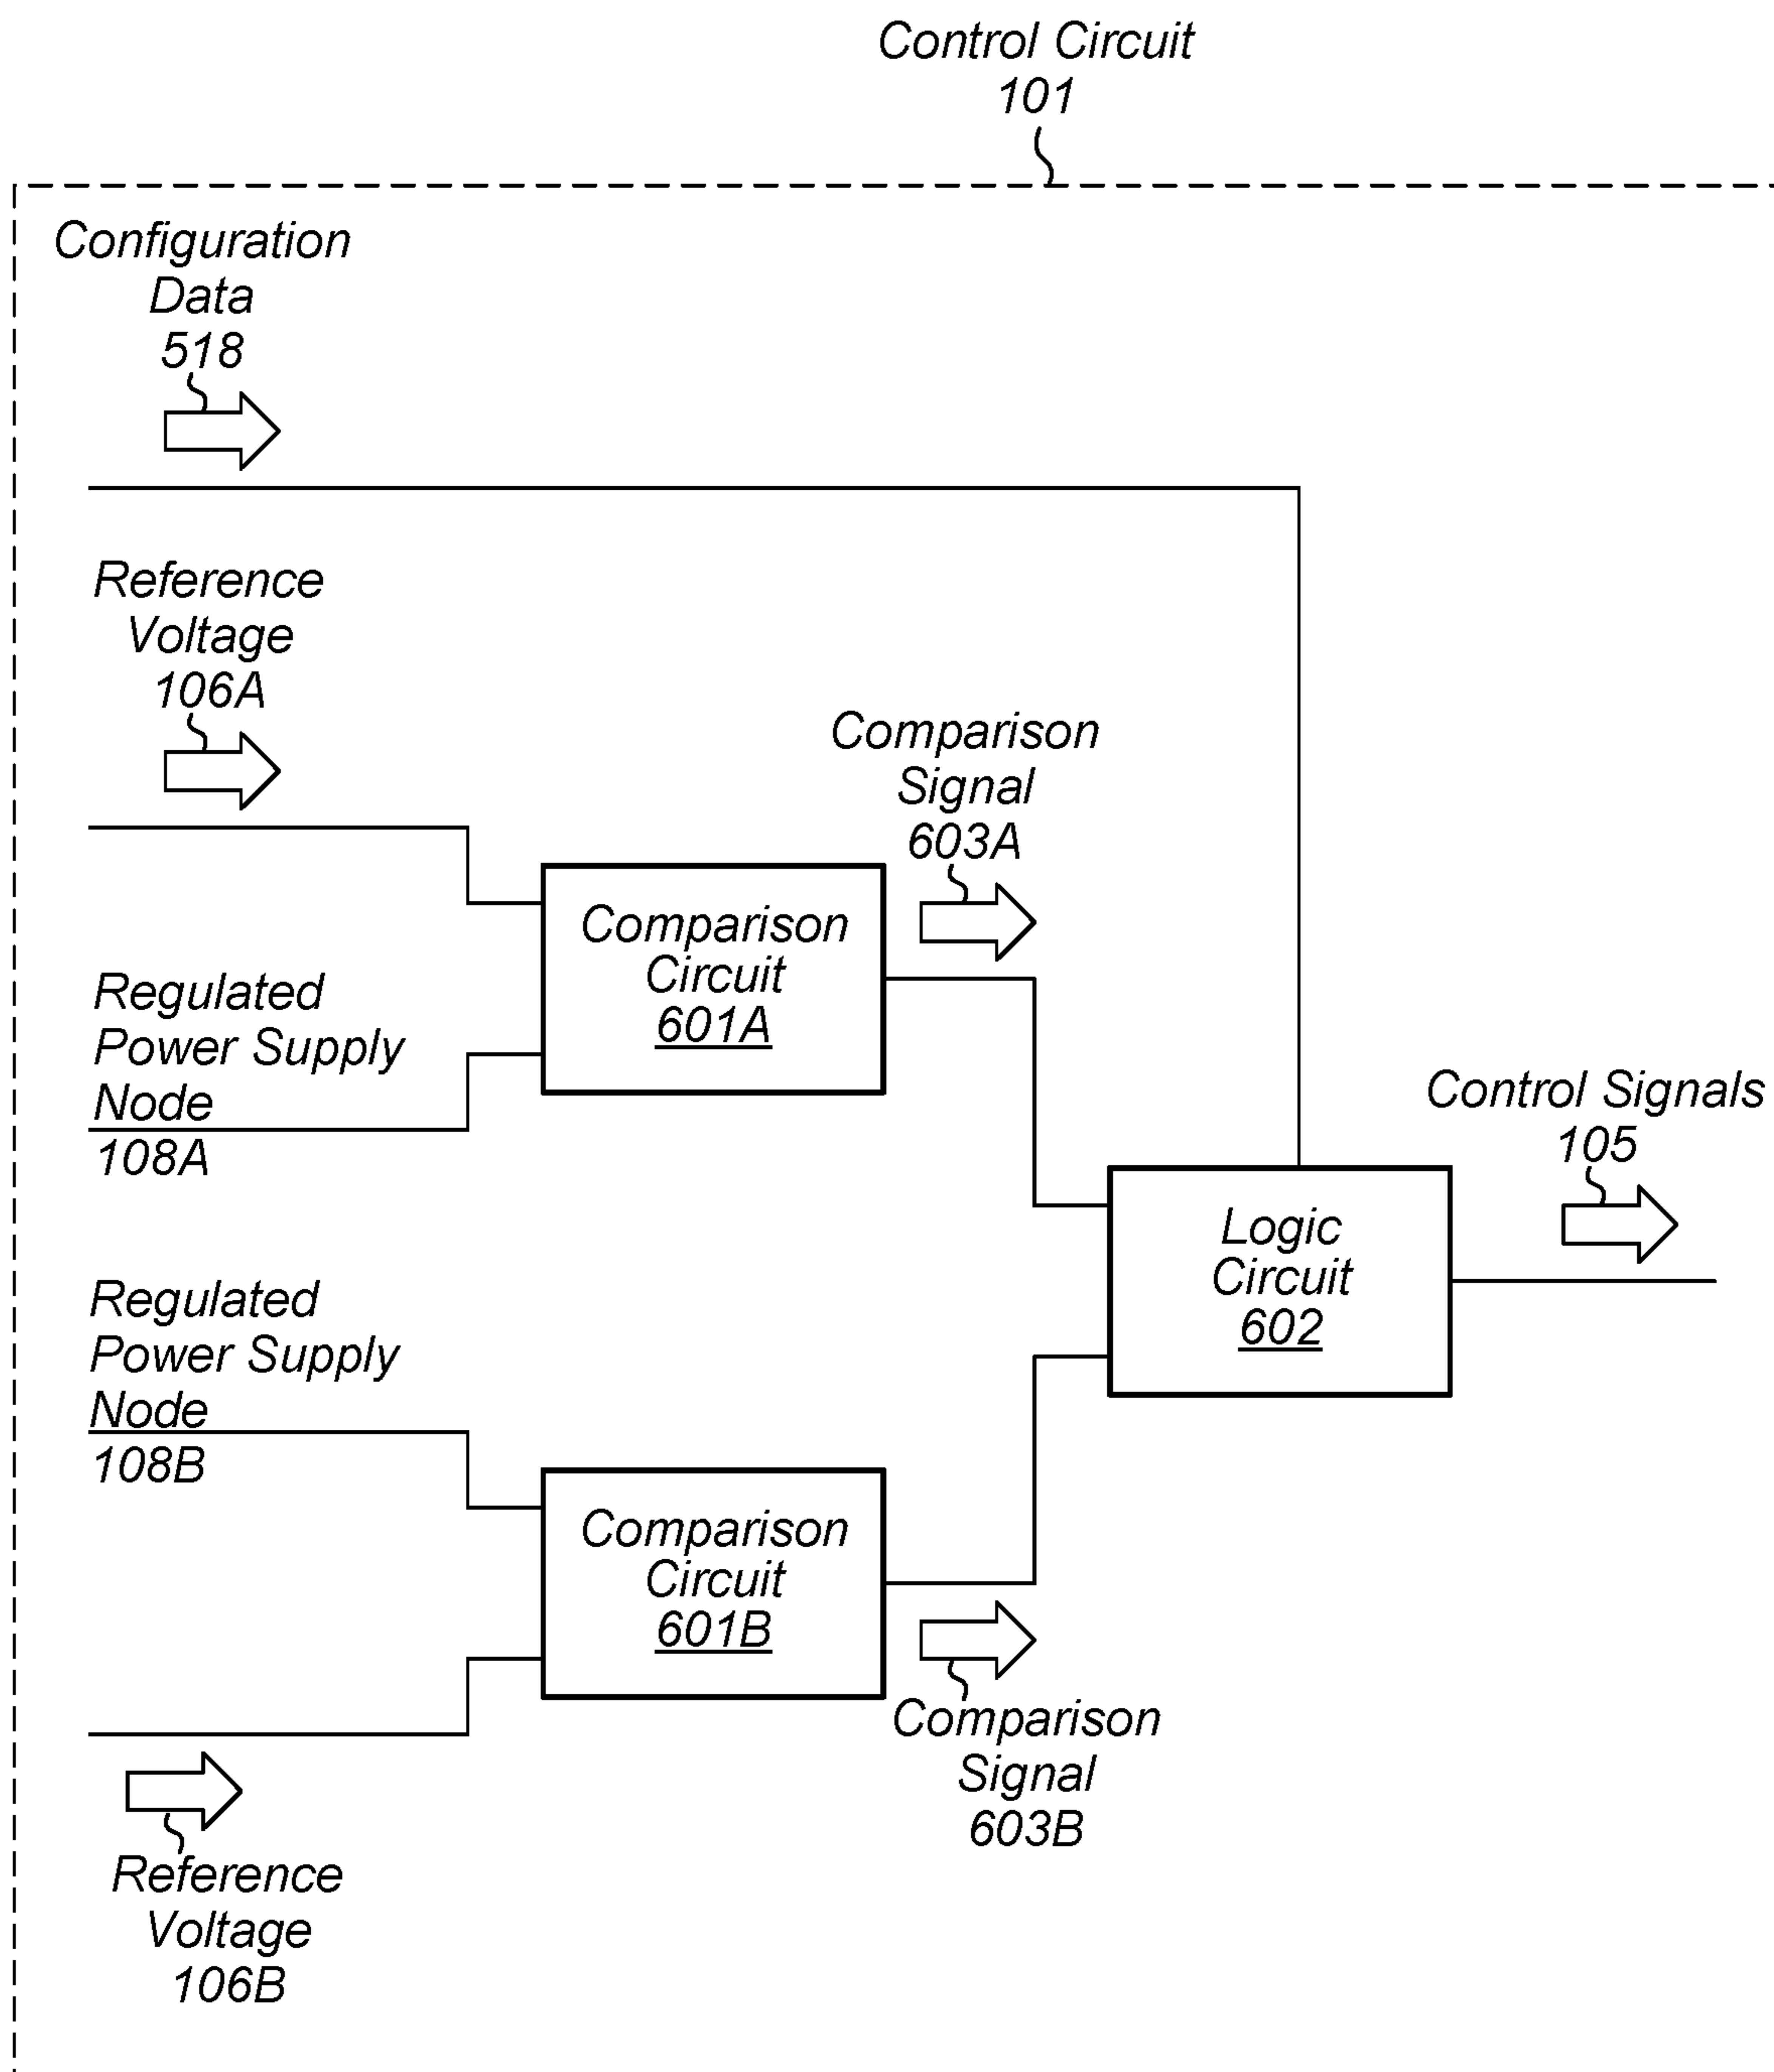 Control Circuit
101
Configuration
Data
518
Reference
Voltage
106A
Comparison
Signal
603A
Comparison
Circuit
601A
Regulated
Power Supply
Node
108A
Control Signals
105
Logic
Circuit
602
Regulated
Power Supply
Node
108B
Comparison
Circuit
601B
Comparison
Signal
603B
Reference
Voltage
106B